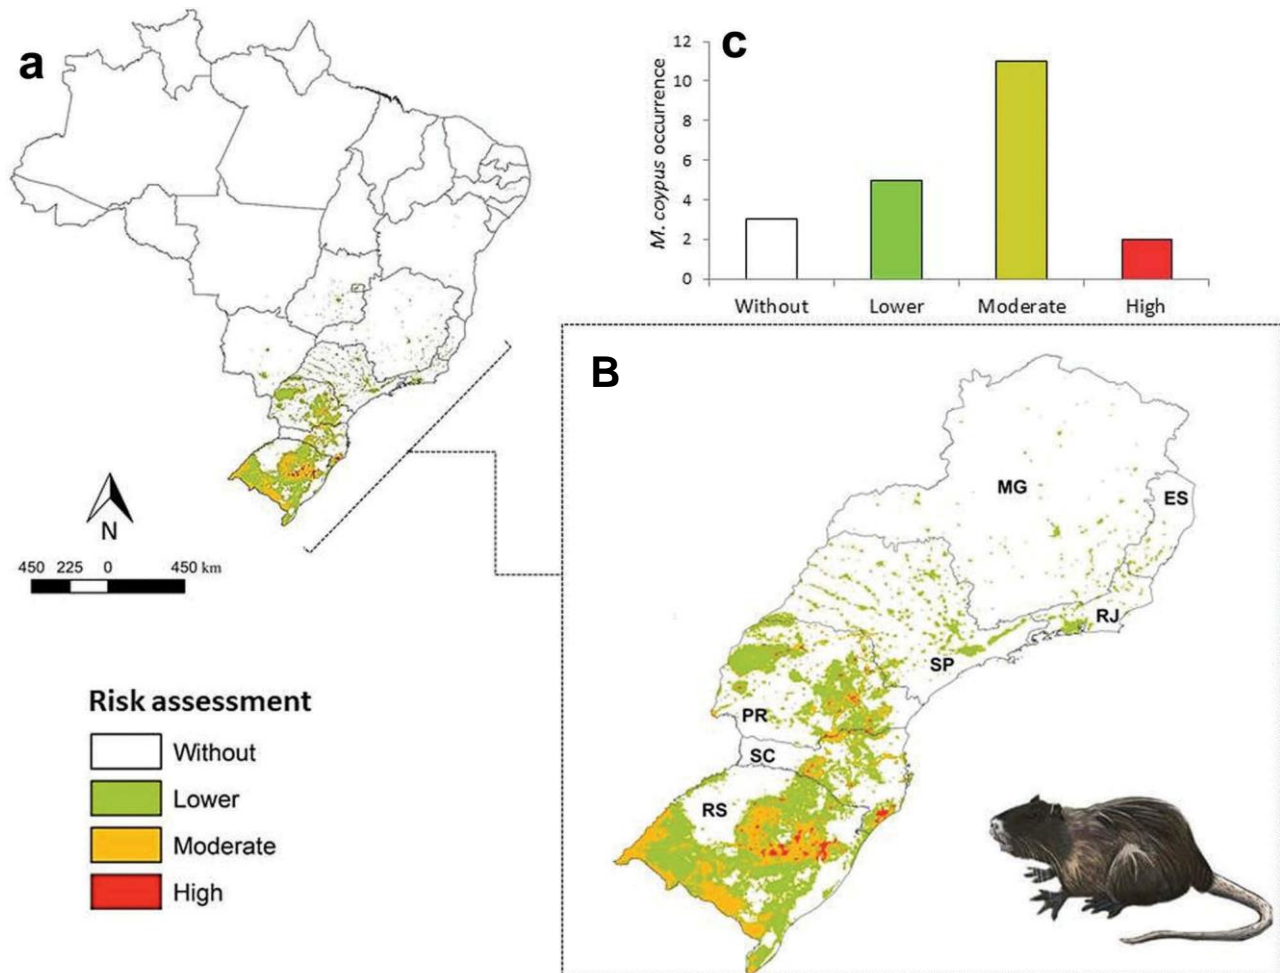 a
N
450 225 0 450 km
Risk assessment
Without
Lower
Moderate
High
c
M. coypus occurrence
12
10
8
6
4
2
0
Without Lower Moderate High
B
MG
ES
RJ
SP
PR
SC
RS